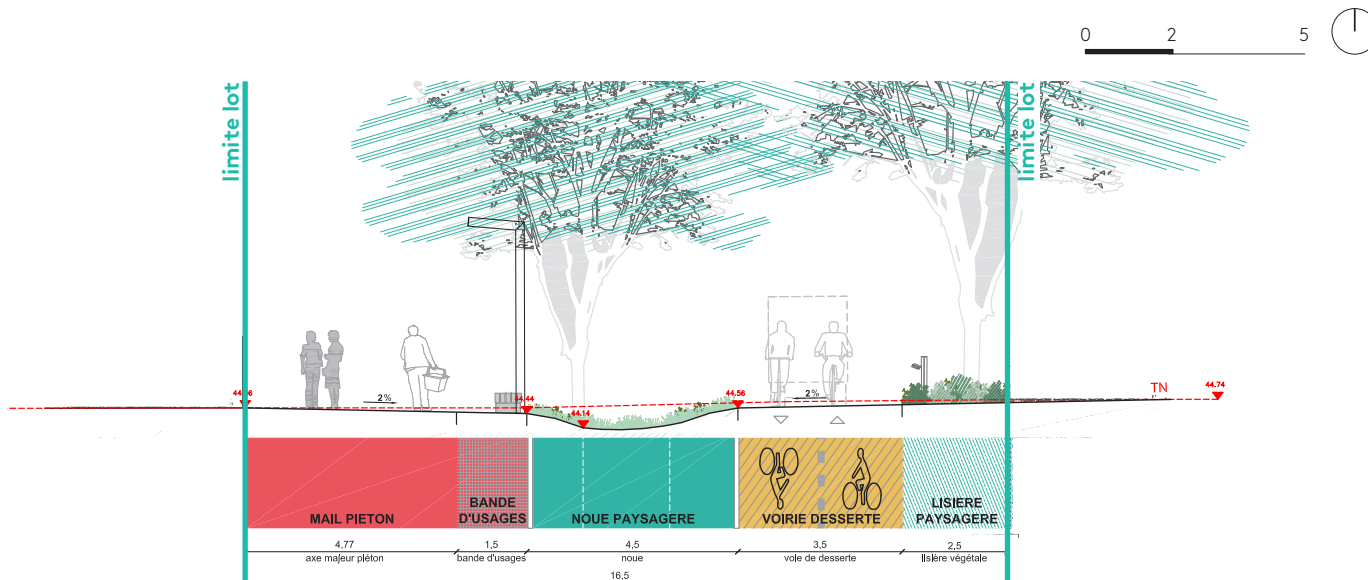 0 2 5
limite lot
limite lot
TN
44.74
44.44
44.14
44.56
2%
2%
MAIL PIETON
BANDE
D'USAGES
NOUE PAYSAGERE
VOIRIE DESSERTE
LISIERE
PAYSAGERE
4,77
axe majeur piéton
1,5
bande d'usages
4,5
noue
3,5
voie de desserte
2,5
lisière végétale
16,5